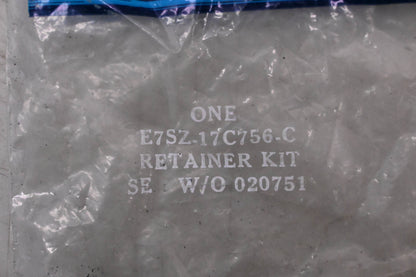 ONE
E7SZ-17C756-C
RETAINER KIT
SE W/O 020751